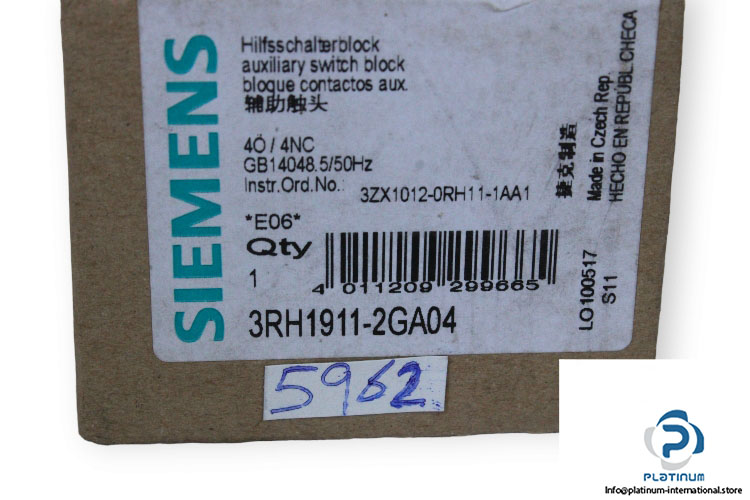 SIEMENS
Hilfsschalterblock
auxiliary switch block
bloque contactos aux.
辅助触头
4Ö / 4NC
GB14048.5/50Hz
Instr.Ord.No.: 3ZX1012-0RH11-1AA1
*E06*
Qty
1
4 011209 299665
3RH1911-2GA04
捷克制造
Made in Czech Rep.
HECHO EN REPÚBL.CHECA
LO100517
S11
5962
PLATINUM
Info@platinum-international.store